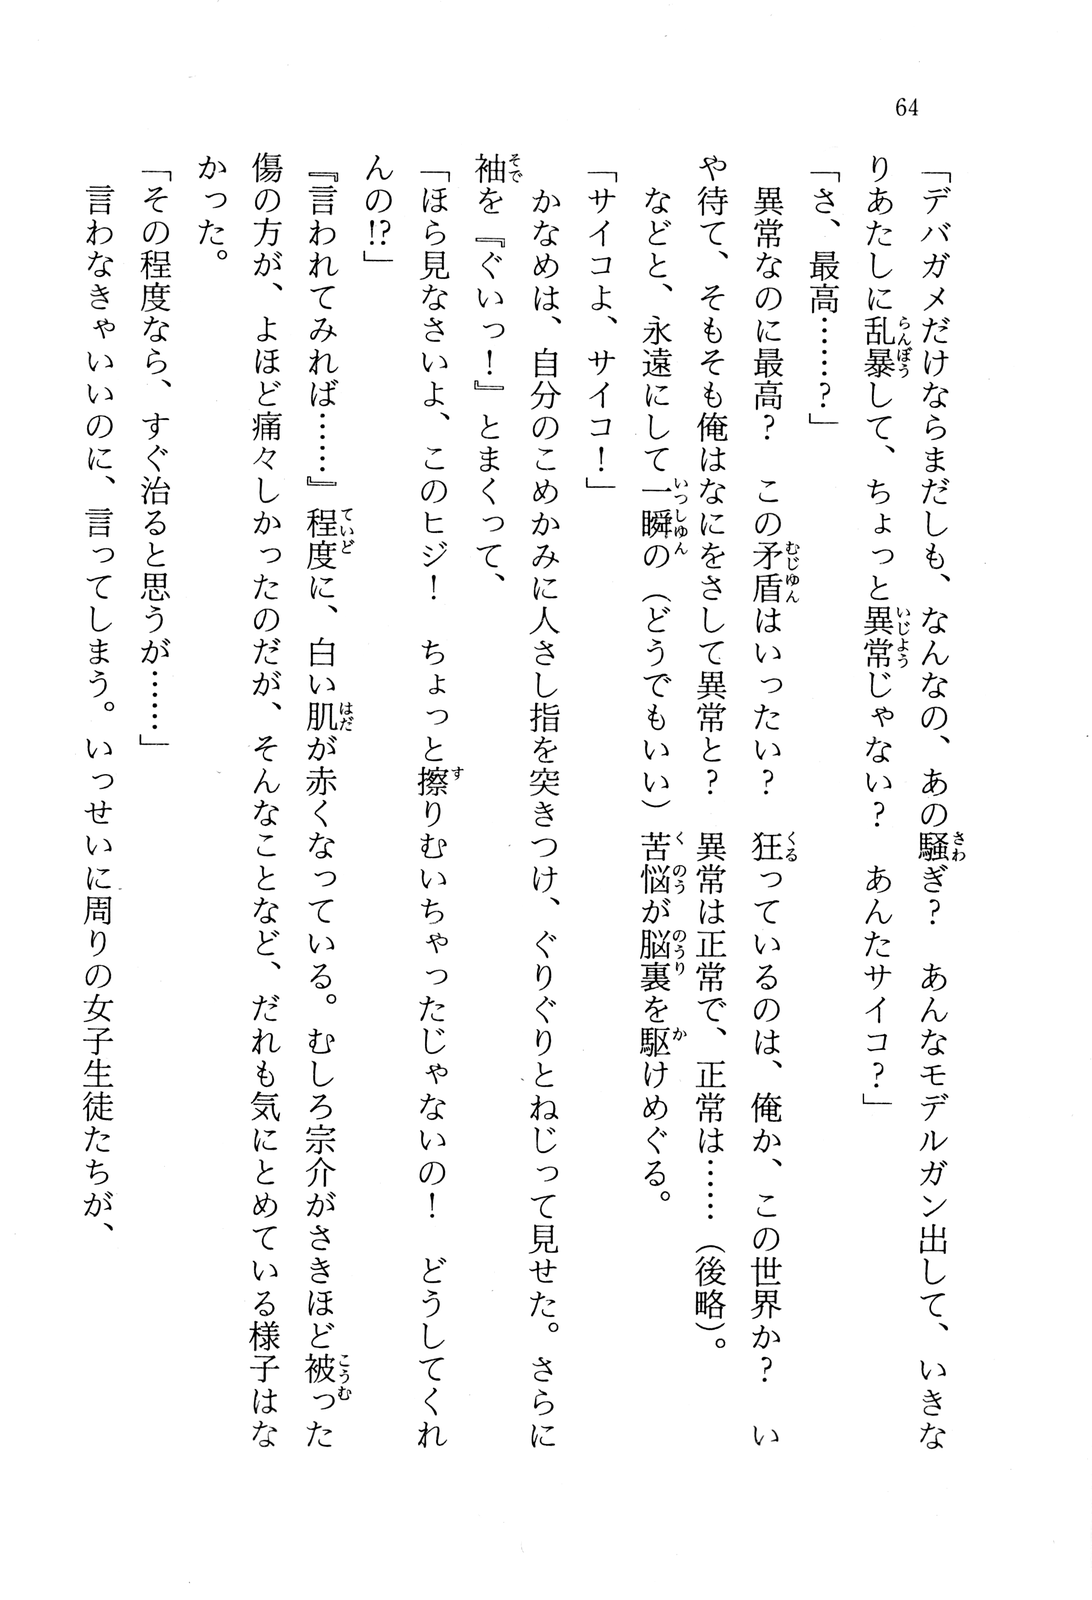 64
「デバガメだけならまだしも、なんなの、あの騒ぎ？　あんなモデルガン出して、いきな
りあたしに乱暴して、ちょっと異常じゃない？　あんたサイコ？」
「さ、最高……？」
　異常なのに最高？　この矛盾はいったい？　狂っているのは、俺か、この世界か？　い
や待て、そもそも俺はなにをさして異常と？　異常は正常で、正常は……（後略）。
　などと、永遠にして一瞬の（どうでもいい）苦悩が脳裏を駆けめぐる。
「サイコよ、サイコ！」
　かなめは、自分のこめかみに人さし指を突きつけ、ぐりぐりとねじって見せた。さらに
袖を『ぐいっ！』とまくって、
「ほら見なさいよ、このヒジ！　ちょっと擦りむいちゃったじゃないの！　どうしてくれ
んの!?」
『言われてみれば……』程度に、白い肌が赤くなっている。むしろ宗介がさきほど被った
傷の方が、よほど痛々しかったのだが、そんなことなど、だれも気にとめている様子はな
かった。
「その程度なら、すぐ治ると思うが……」
　言わなきゃいいのに、言ってしまう。いっせいに周りの女子生徒たちが、